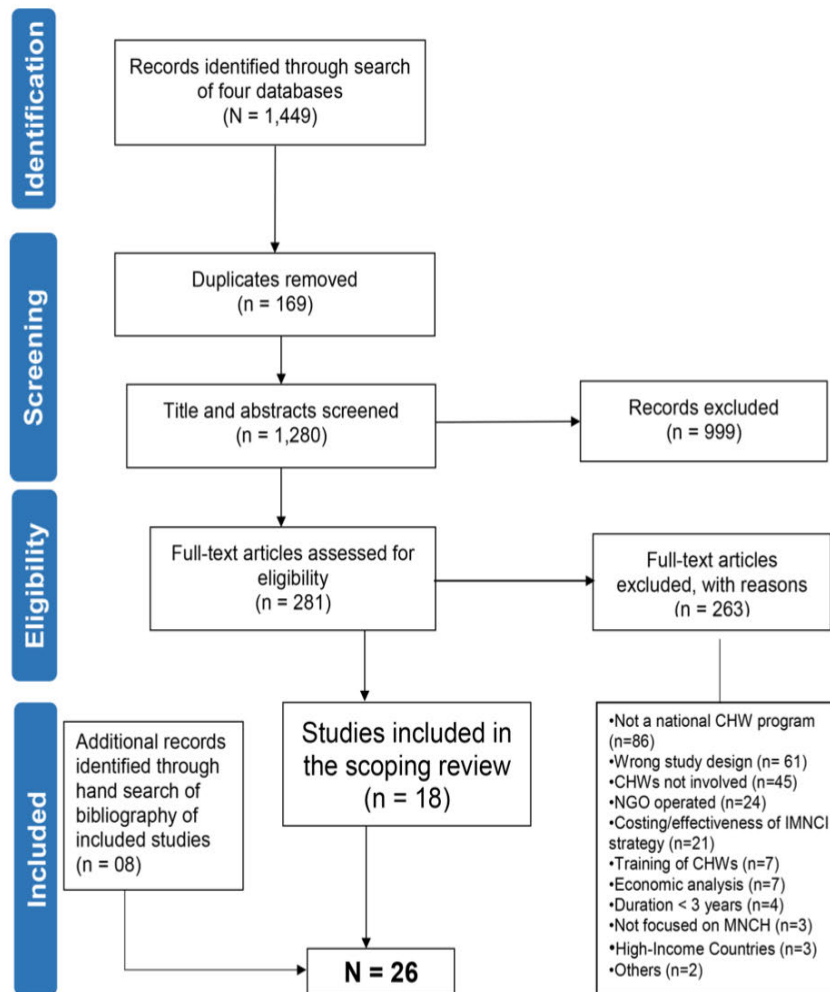 Identification
Records identified through search
of four databases
(N = 1,449)
Screening
Duplicates removed
(n = 169)
Title and abstracts screened
(n = 1,280)
Records excluded
(n = 999)
Eligibility
Full-text articles assessed for
eligibility
(n = 281)
Full-text articles
excluded, with reasons
(n = 263)
Included
Additional records
identified through
hand search of
bibliography of
included studies
(n = 08)
Studies included in
the scoping review
(n = 18)
•Not a national CHW program
(n=86)
•Wrong study design (n= 61)
•CHWs not involved (n=45)
•NGO operated (n=24)
•Costing/effectiveness of IMNCI
strategy (n=21)
•Training of CHWs (n=7)
•Economic analysis (n=7)
•Duration < 3 years (n=4)
•Not focused on MNCH (n=3)
•High-Income Countries (n=3)
•Others (n=2)
N = 26